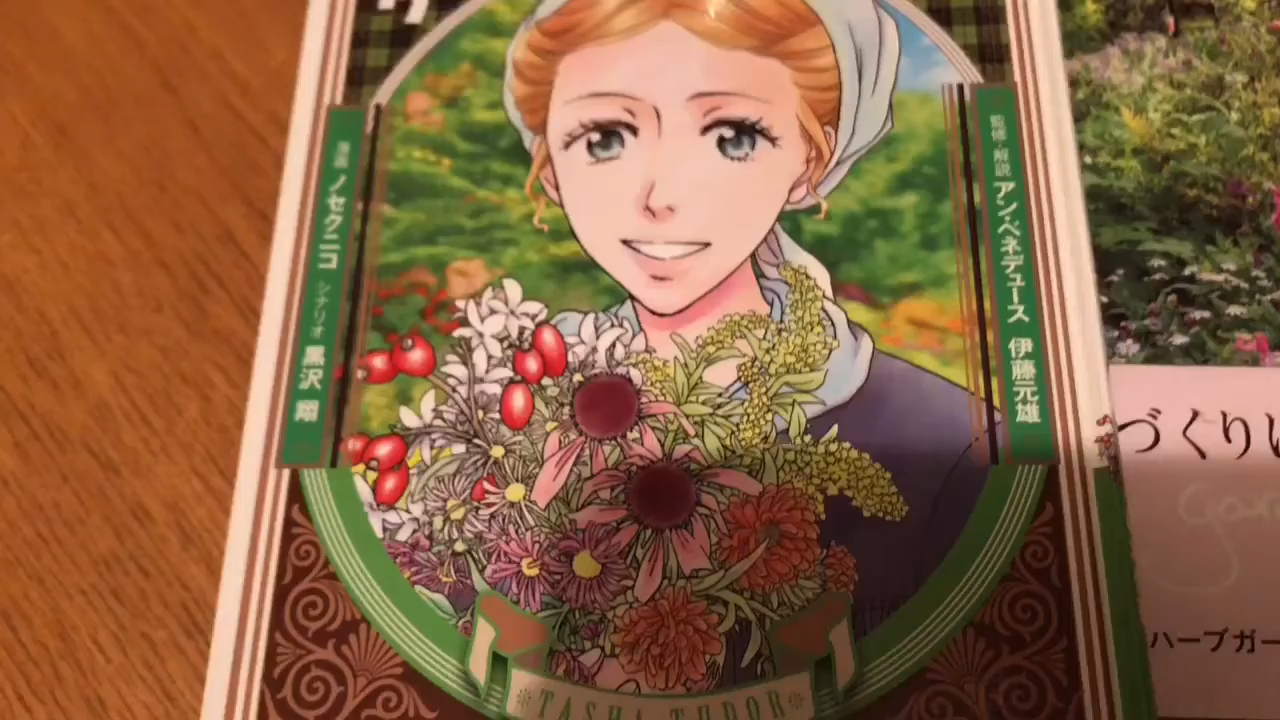 監修・解説 アン・ベネデュース 伊藤元雄
漫画 ノセクニコ シナリオ 黒沢 翔
TASHA TUDOR
づくり
ハーブガー